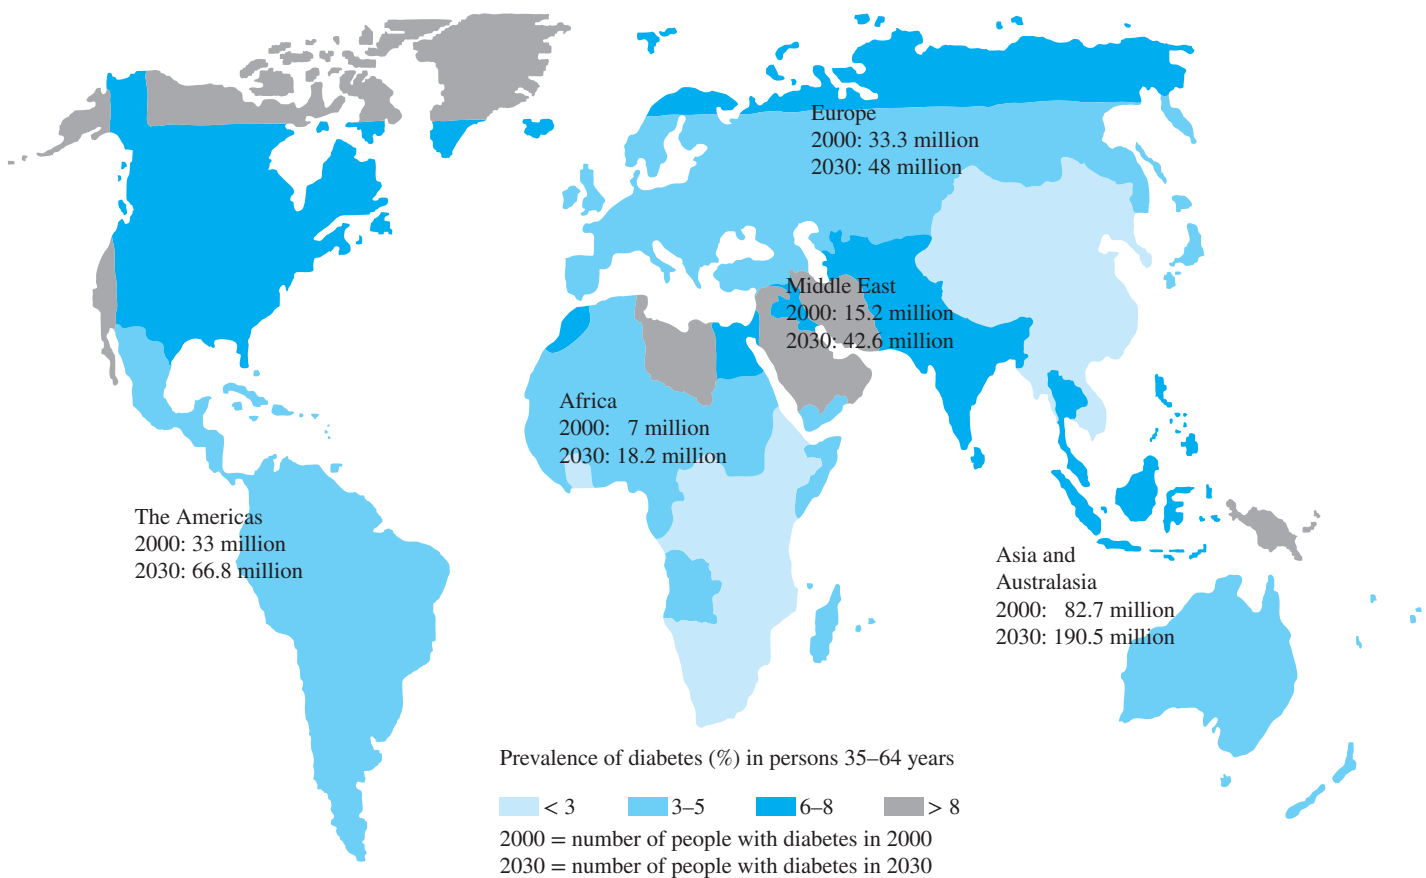 Europe
2000: 33.3 million
2030: 48 million
Middle East
2000: 15.2 million
2030: 42.6 million
Africa
2000: 7 million
2030: 18.2 million
The Americas
2000: 33 million
2030: 66.8 million
Asia and
Australasia
2000: 82.7 million
2030: 190.5 million
Prevalence of diabetes (%) in persons 35–64 years
< 3 3–5 6–8 > 8
2000 = number of people with diabetes in 2000
2030 = number of people with diabetes in 2030